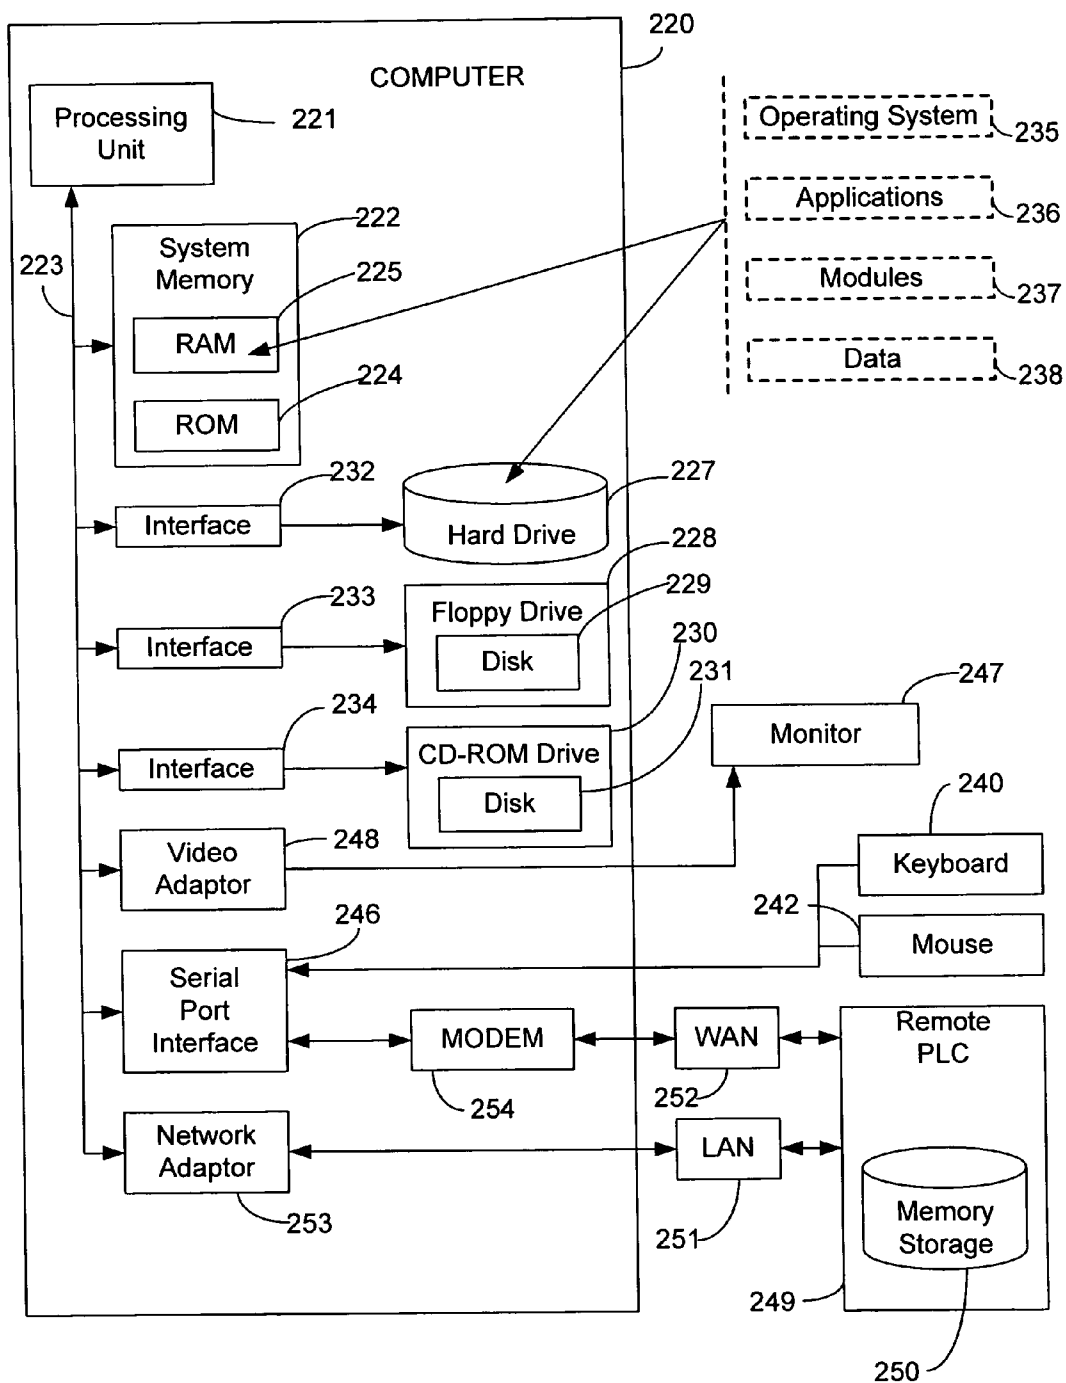 220
COMPUTER
Processing
Unit
221
Operating System
235
Applications
236
Modules
237
Data
238
222
223
System
Memory
225
RAM
224
ROM
232
Interface
227
Hard Drive
228
233
Interface
229
Floppy Drive
Disk
230
231
234
Interface
CD-ROM Drive
Disk
247
Monitor
248
Video
Adaptor
240
Keyboard
242
Mouse
246
Serial
Port
Interface
MODEM
254
WAN
252
Remote
PLC
Network
Adaptor
253
LAN
251
Memory
Storage
249
250